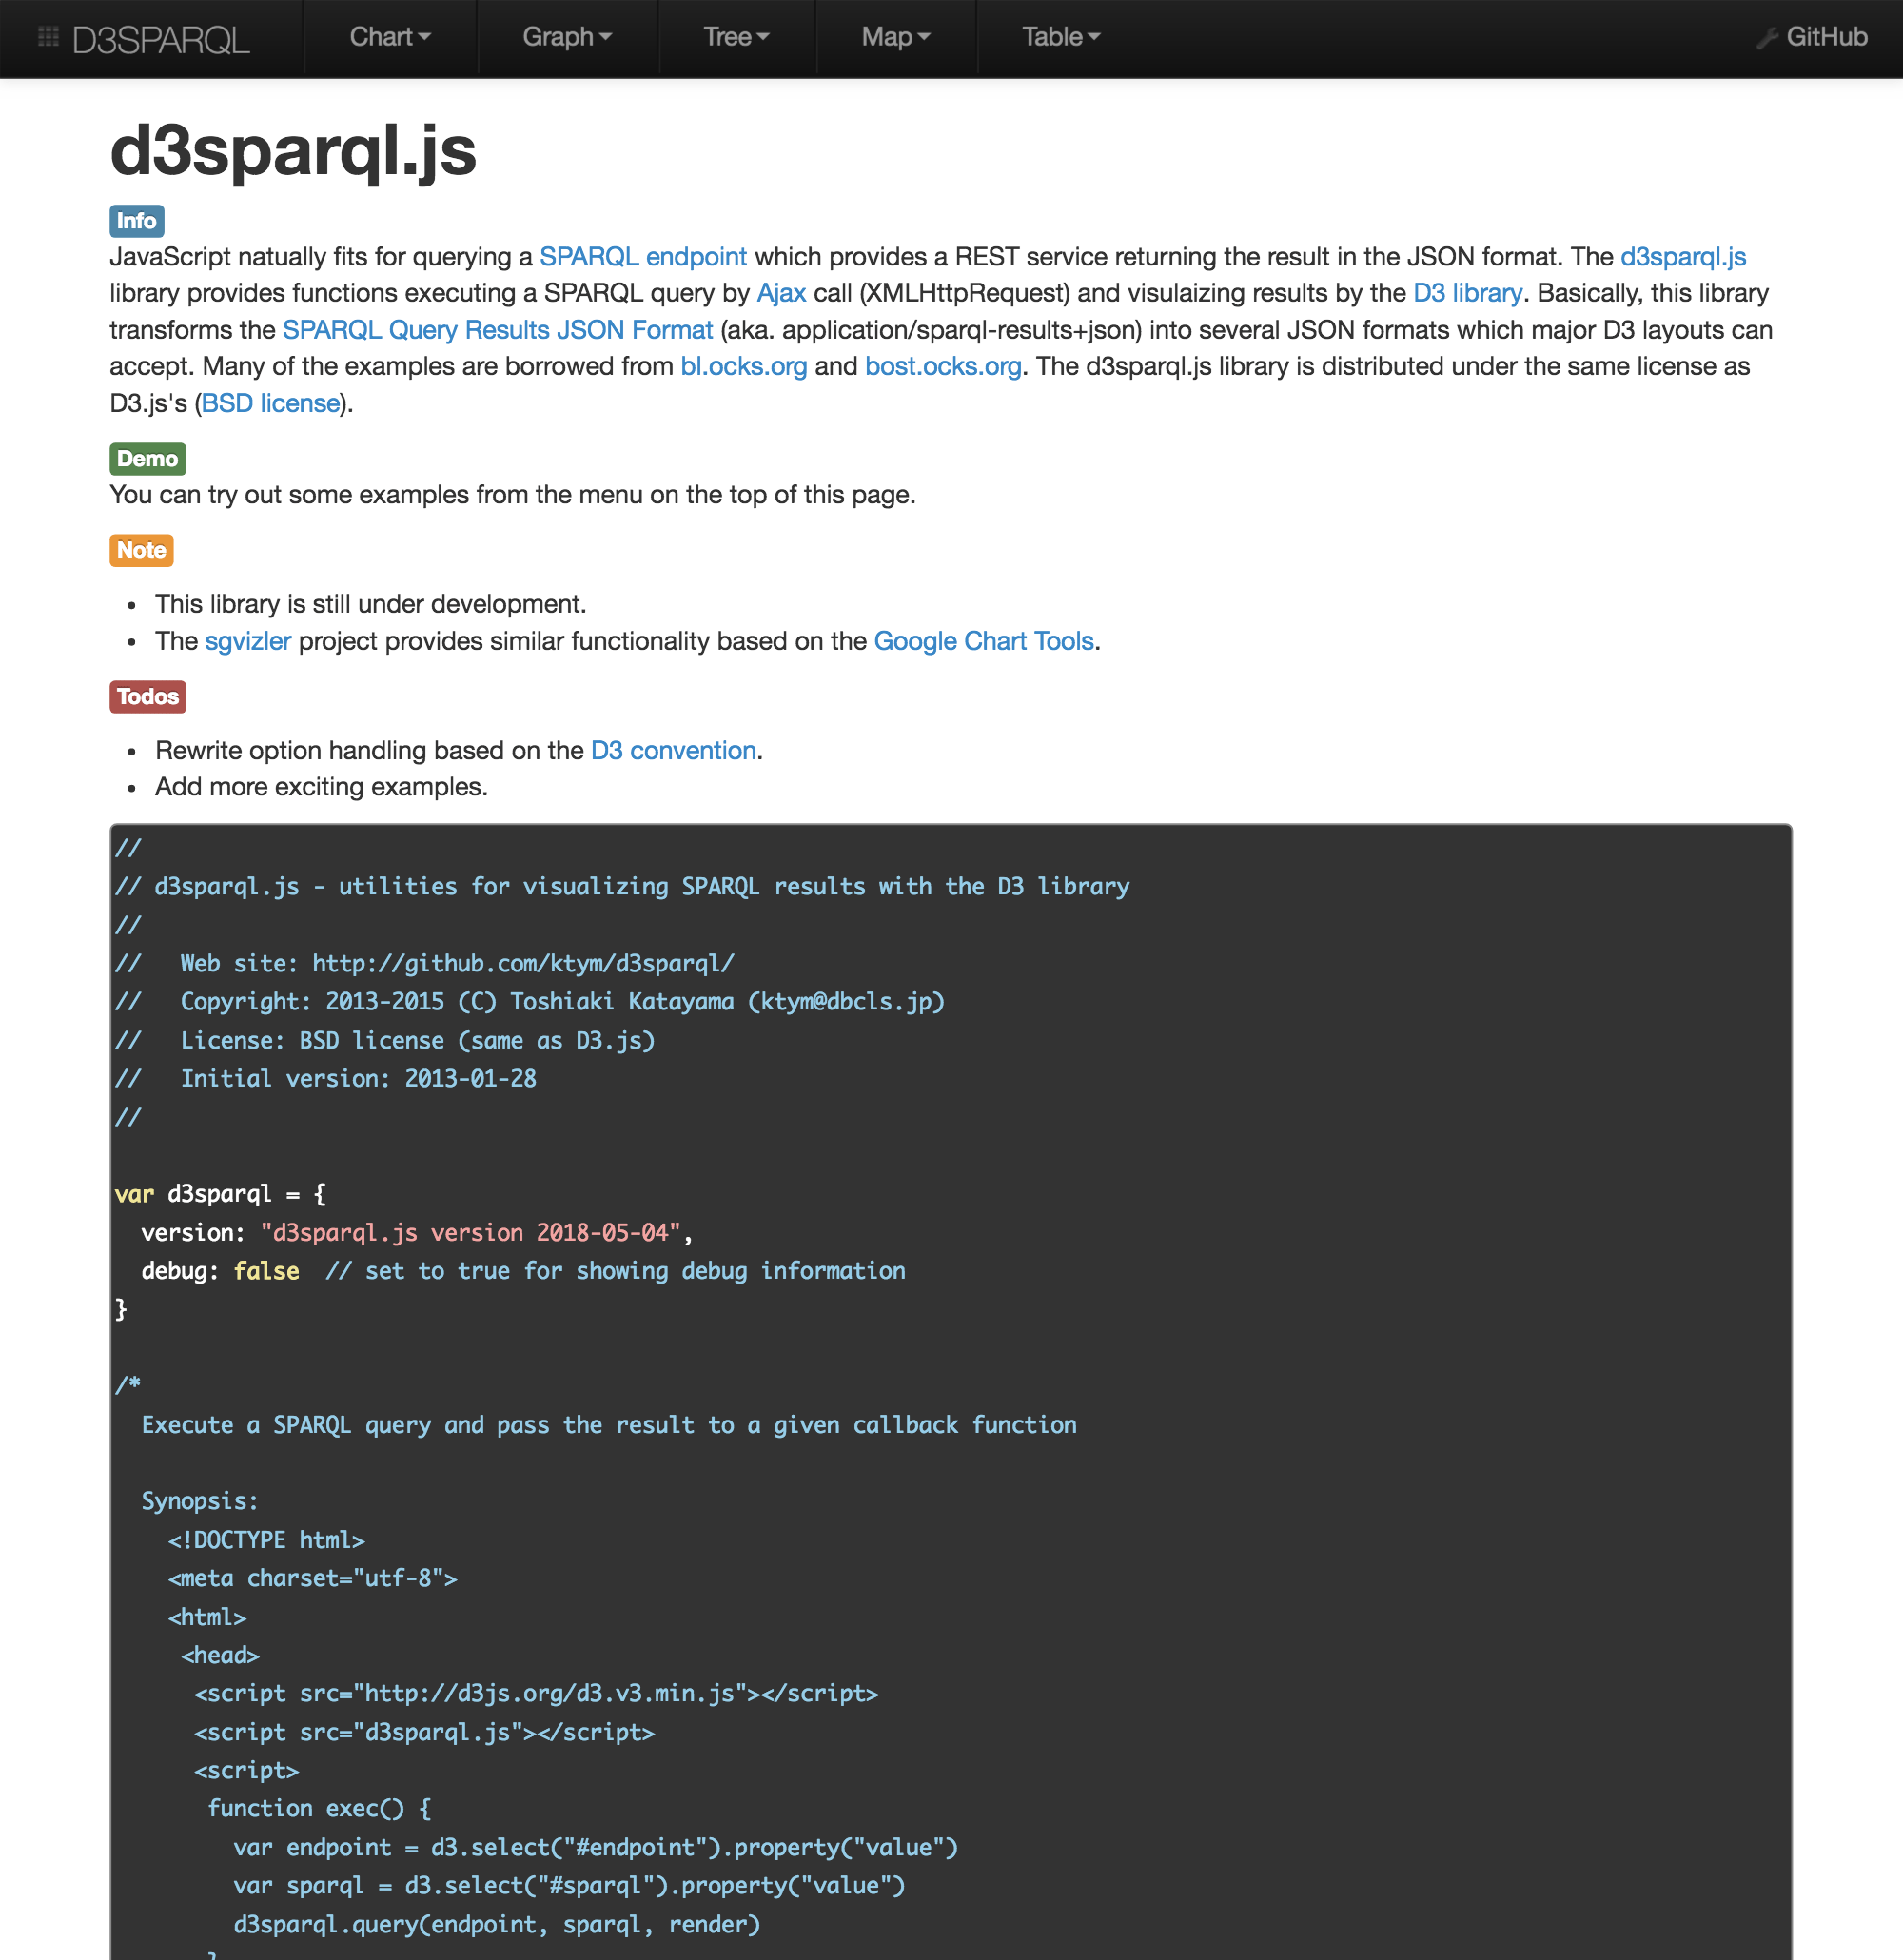 D3SPARQL Chart Graph Tree Map Table GitHub
d3sparql.js
Info
JavaScript natually fits for querying a SPARQL endpoint which provides a REST service returning the result in the JSON format. The d3sparql.js
library provides functions executing a SPARQL query by Ajax call (XMLHttpRequest) and visulaizing results by the D3 library. Basically, this library
transforms the SPARQL Query Results JSON Format (aka. application/sparql-results+json) into several JSON formats which major D3 layouts can
accept. Many of the examples are borrowed from bl.ocks.org and bost.ocks.org. The d3sparql.js library is distributed under the same license as
D3.js's (BSD license).
Demo
You can try out some examples from the menu on the top of this page.
Note
• This library is still under development.
• The sgvizler project provides similar functionality based on the Google Chart Tools.
Todos
• Rewrite option handling based on the D3 convention.
• Add more exciting examples.
//
// d3sparql.js - utilities for visualizing SPARQL results with the D3 library
//
//   Web site: http://github.com/ktym/d3sparql/
//   Copyright: 2013-2015 (C) Toshiaki Katayama (ktym@dbcls.jp)
//   License: BSD license (same as D3.js)
//   Initial version: 2013-01-28
//
var d3sparql = {
  version: "d3sparql.js version 2018-05-04",
  debug: false  // set to true for showing debug information
}
/*
  Execute a SPARQL query and pass the result to a given callback function
  Synopsis:
    <!DOCTYPE html>
    <meta charset="utf-8">
    <html>
     <head>
      <script src="http://d3js.org/d3.v3.min.js"></script>
      <script src="d3sparql.js"></script>
      <script>
       function exec() {
         var endpoint = d3.select("#endpoint").property("value")
         var sparql = d3.select("#sparql").property("value")
         d3sparql.query(endpoint, sparql, render)
       }